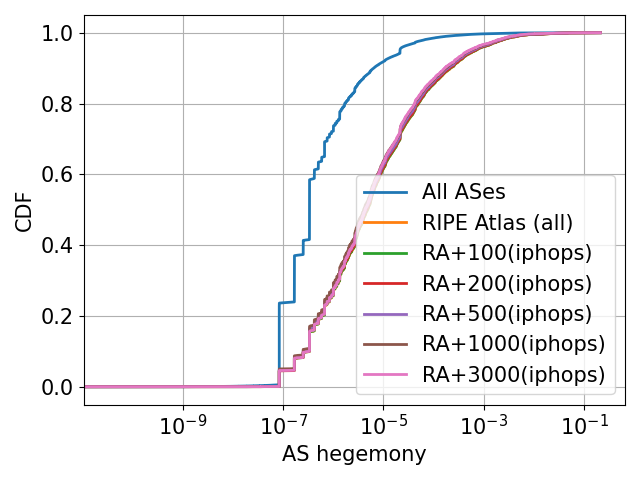 1.0
0.8
0.6
0.4
0.2
0.0
CDF
10⁻⁹
10⁻⁷
10⁻⁵
10⁻³
10⁻¹
AS hegemony
All ASes
RIPE Atlas (all)
RA+100(iphops)
RA+200(iphops)
RA+500(iphops)
RA+1000(iphops)
RA+3000(iphops)